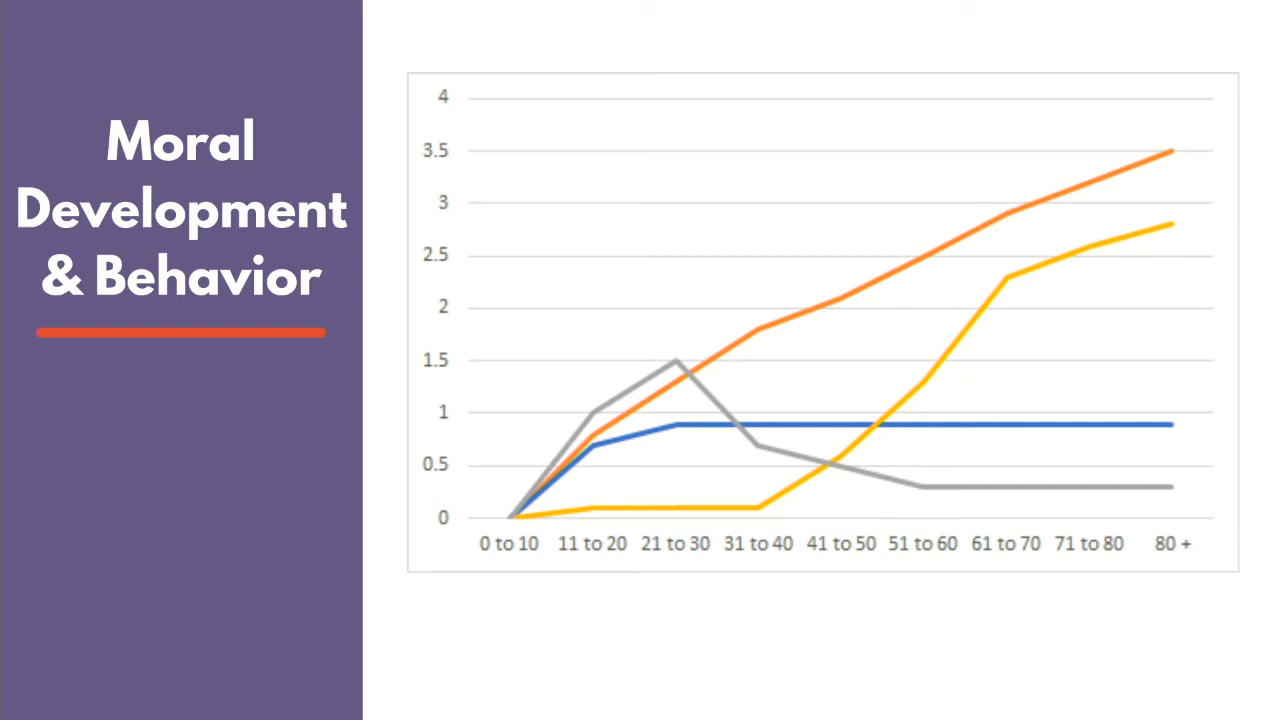 Moral
Development
& Behavior
4
3.5
3
2.5
2
1.5
1
0.5
0
0 to 10 11 to 20 21 to 30 31 to 40 41 to 50 51 to 60 61 to 70 71 to 80 80 +